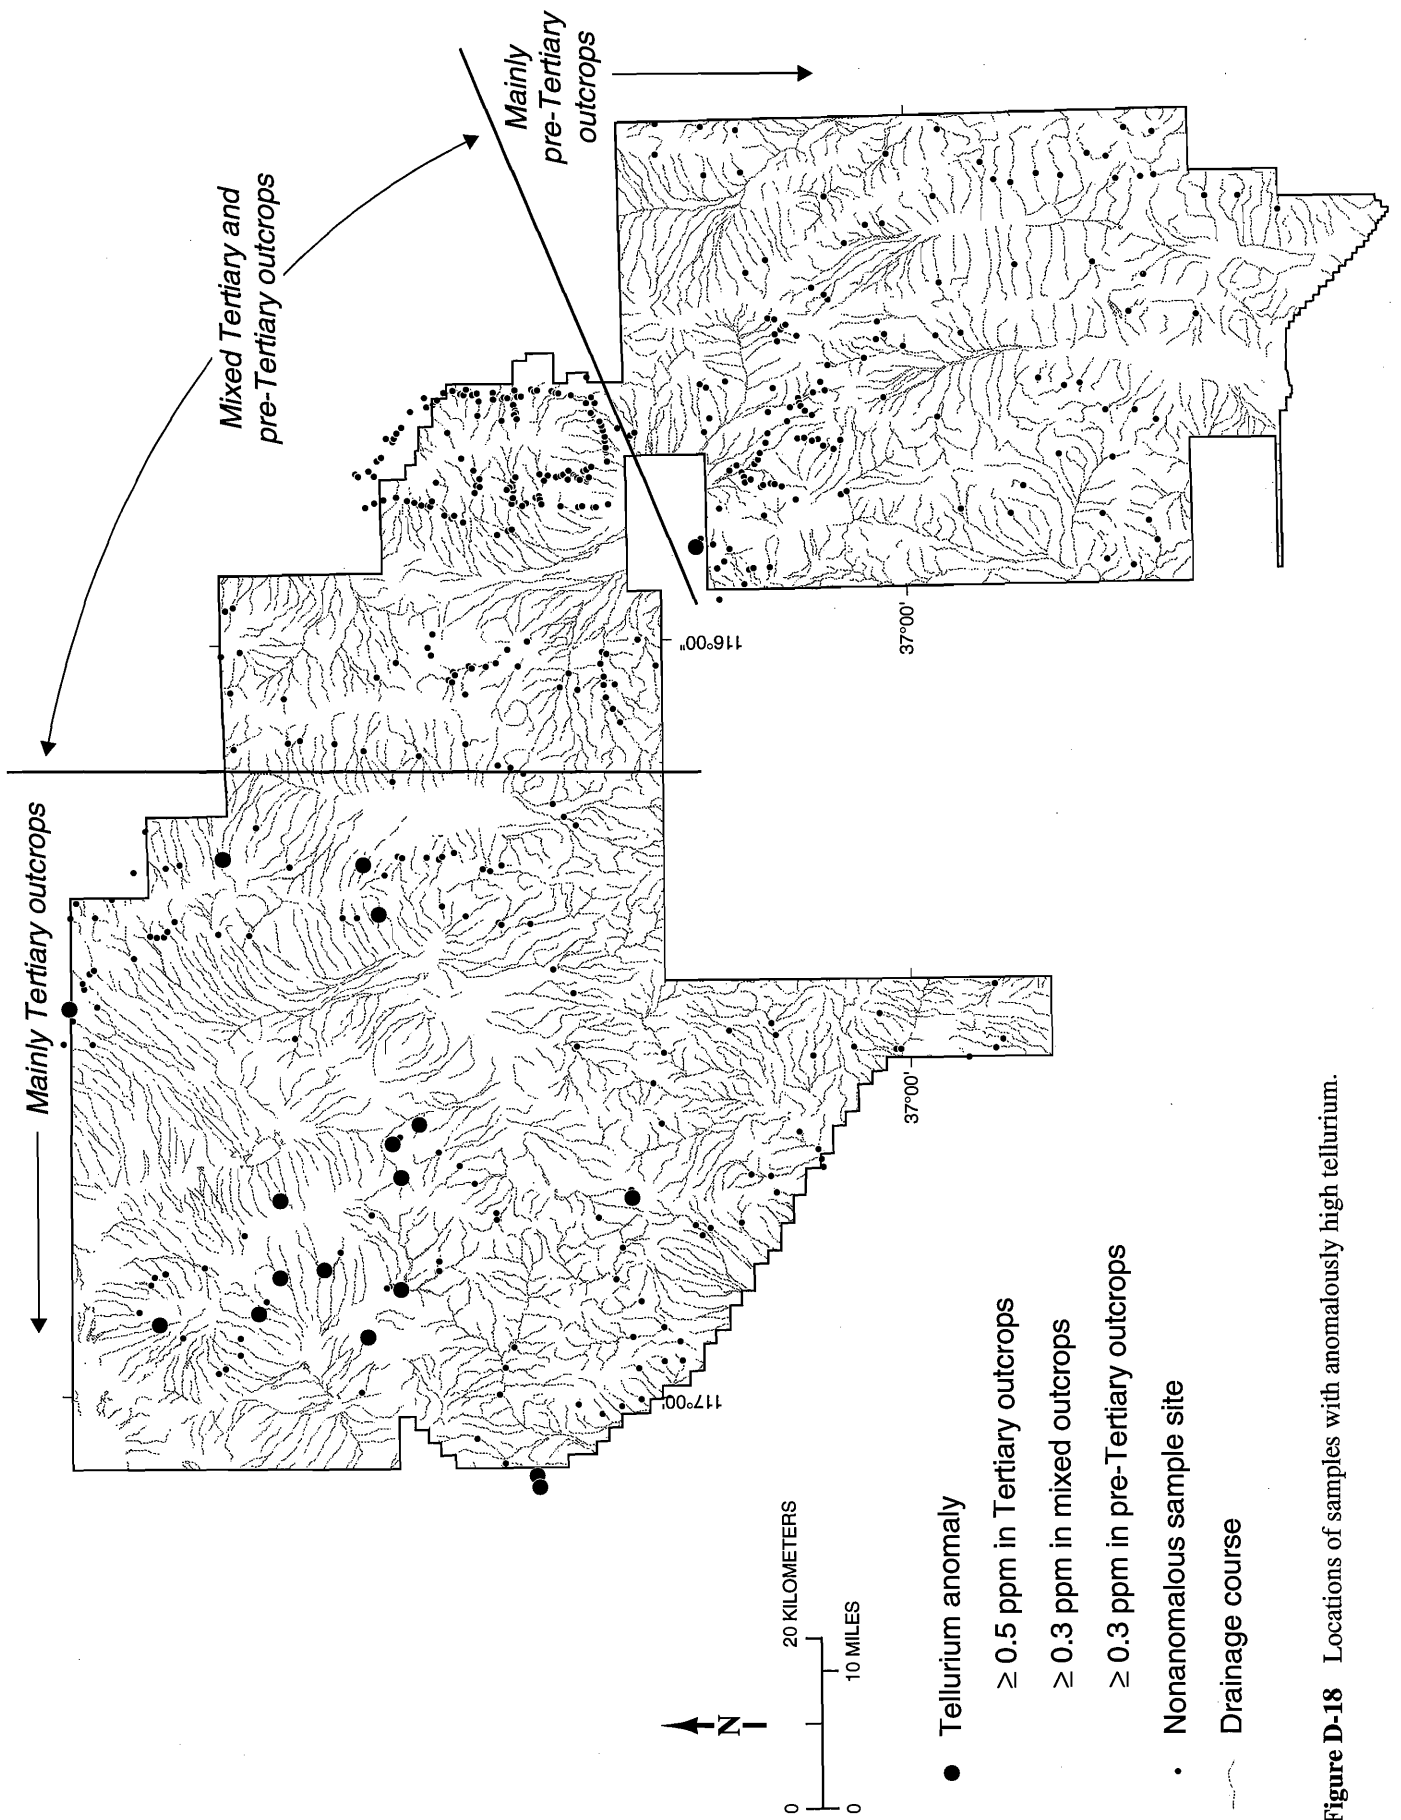 Mainly Tertiary outcrops
Mixed Tertiary and
pre-Tertiary outcrops
Mainly
pre-Tertiary
outcrops
116°00"
37°00'
117°00'
37°00'
N
0
20 KILOMETERS
0
10 MILES
Tellurium anomaly
≥ 0.5 ppm in Tertiary outcrops
≥ 0.3 ppm in mixed outcrops
≥ 0.3 ppm in pre-Tertiary outcrops
Nonanomalous sample site
Drainage course
Figure D-18 Locations of samples with anomalously high tellurium.